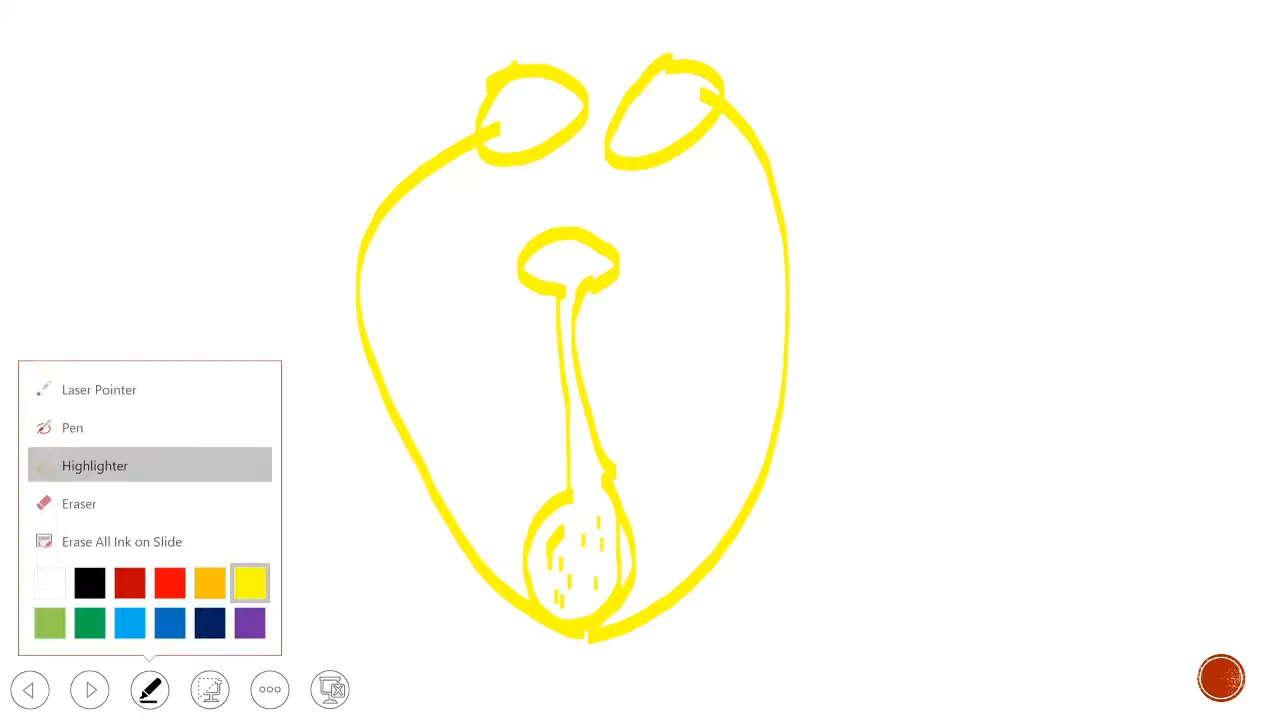 Laser Pointer
Pen
Highlighter
Eraser
Erase All Ink on Slide